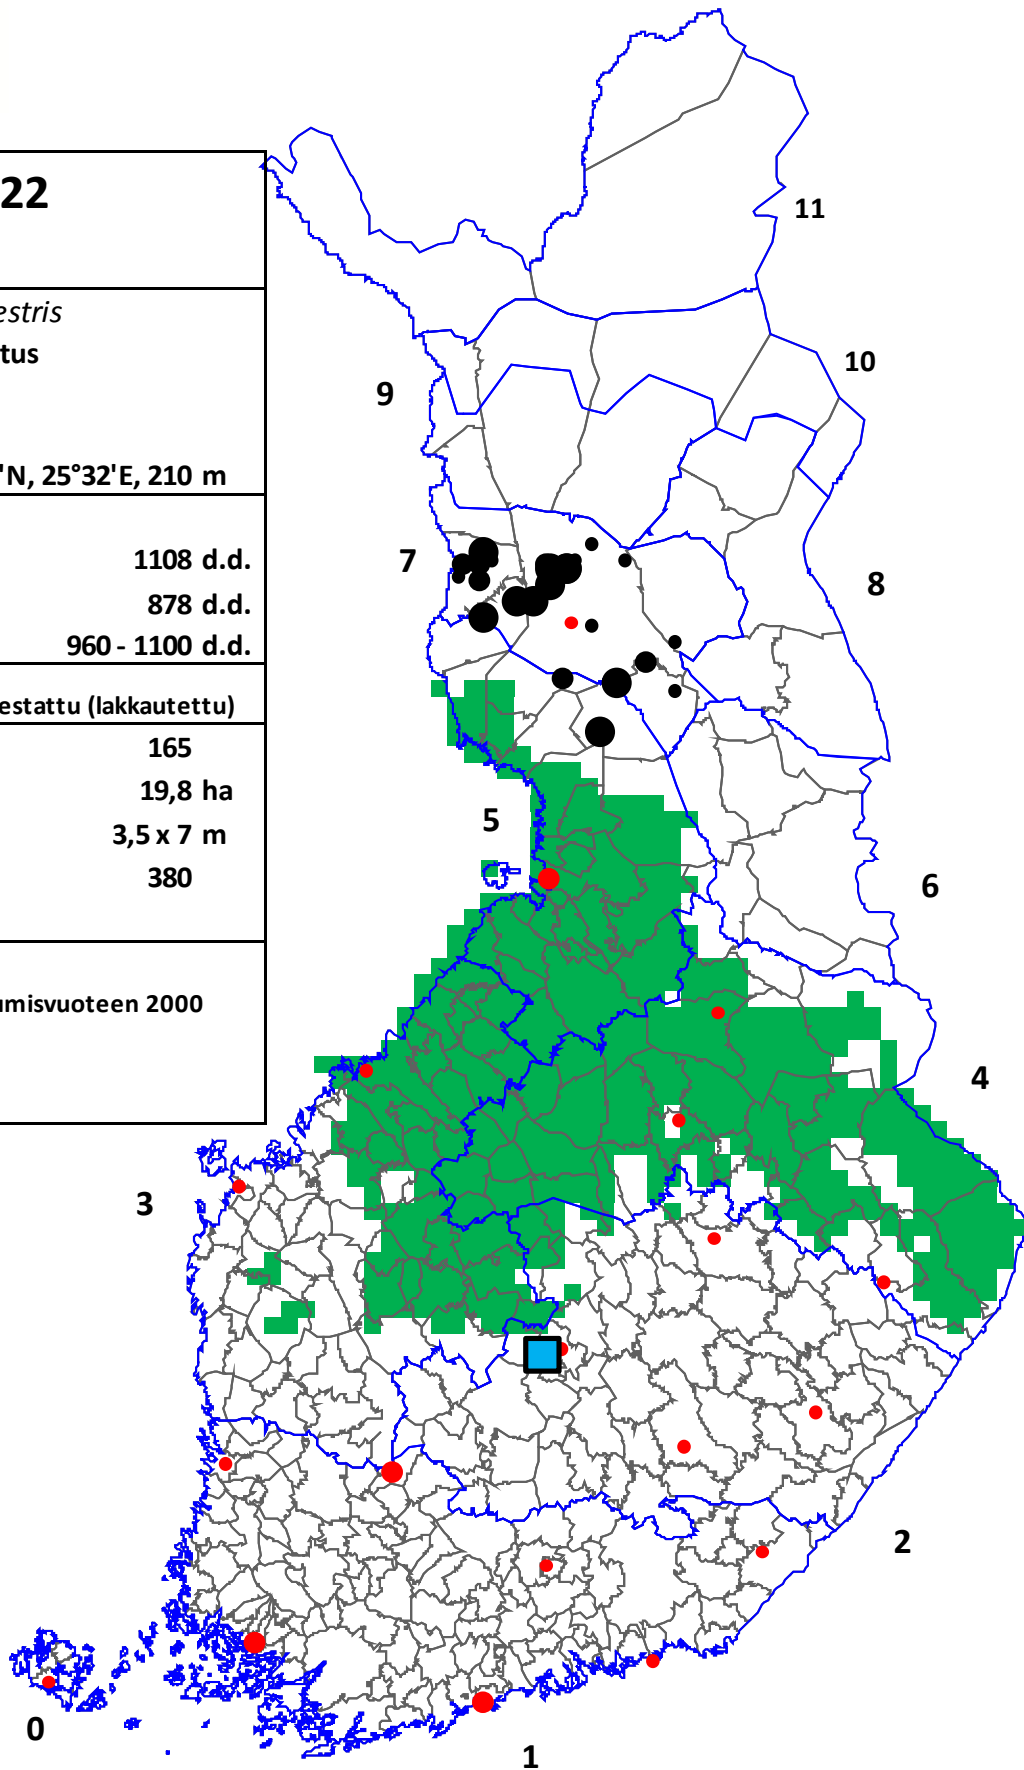 22
estris
tus
'N, 25°32'E, 210 m
1108 d.d.
878 d.d.
960 - 1100 d.d.
estattu (lakkautettu)
165
19,8 ha
3,5 x 7 m
380
umisvuoteen 2000
11
10
9
8
7
6
5
4
3
2
1
0